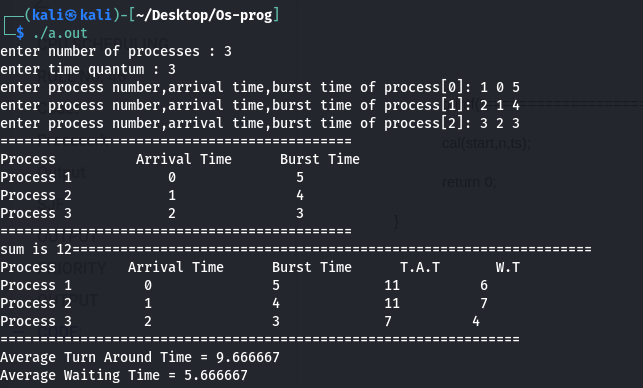 ┌──(kali㉿kali)-[~/Desktop/Os-prog]
└─$ ./a.out
enter number of processes : 3
enter time quantum : 3
enter process number,arrival time,burst time of process[0]: 1 0 5
enter process number,arrival time,burst time of process[1]: 2 1 4
enter process number,arrival time,burst time of process[2]: 3 2 3
============================================
Process          Arrival Time      Burst Time
Process 1            0               5
Process 2            1               4
Process 3            2               3
============================================
sum is 12=================================================================
Process         Arrival Time      Burst Time      T.A.T       W.T
Process 1         0               5             11          6
Process 2         1               4             11          7
Process 3         2               3             7          4
=================================================================
Average Turn Around Time = 9.666667
Average Waiting Time = 5.666667
cal(start,n,ts);
return 0;
}